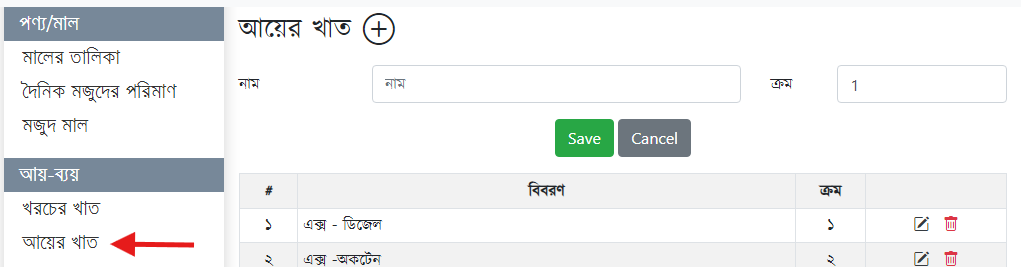 পণ্য/মাল
মালের তালিকা
দৈনিক মজুদের পরিমাণ
মজুদ মাল
আয়-ব্যয়
খরচের খাত
আয়ের খাত
আয়ের খাত
নাম নাম ক্রম 1
Save Cancel
# বিবরণ ক্রম
১ এক্স - ডিজেল ১
২ এক্স -অকটেন ২